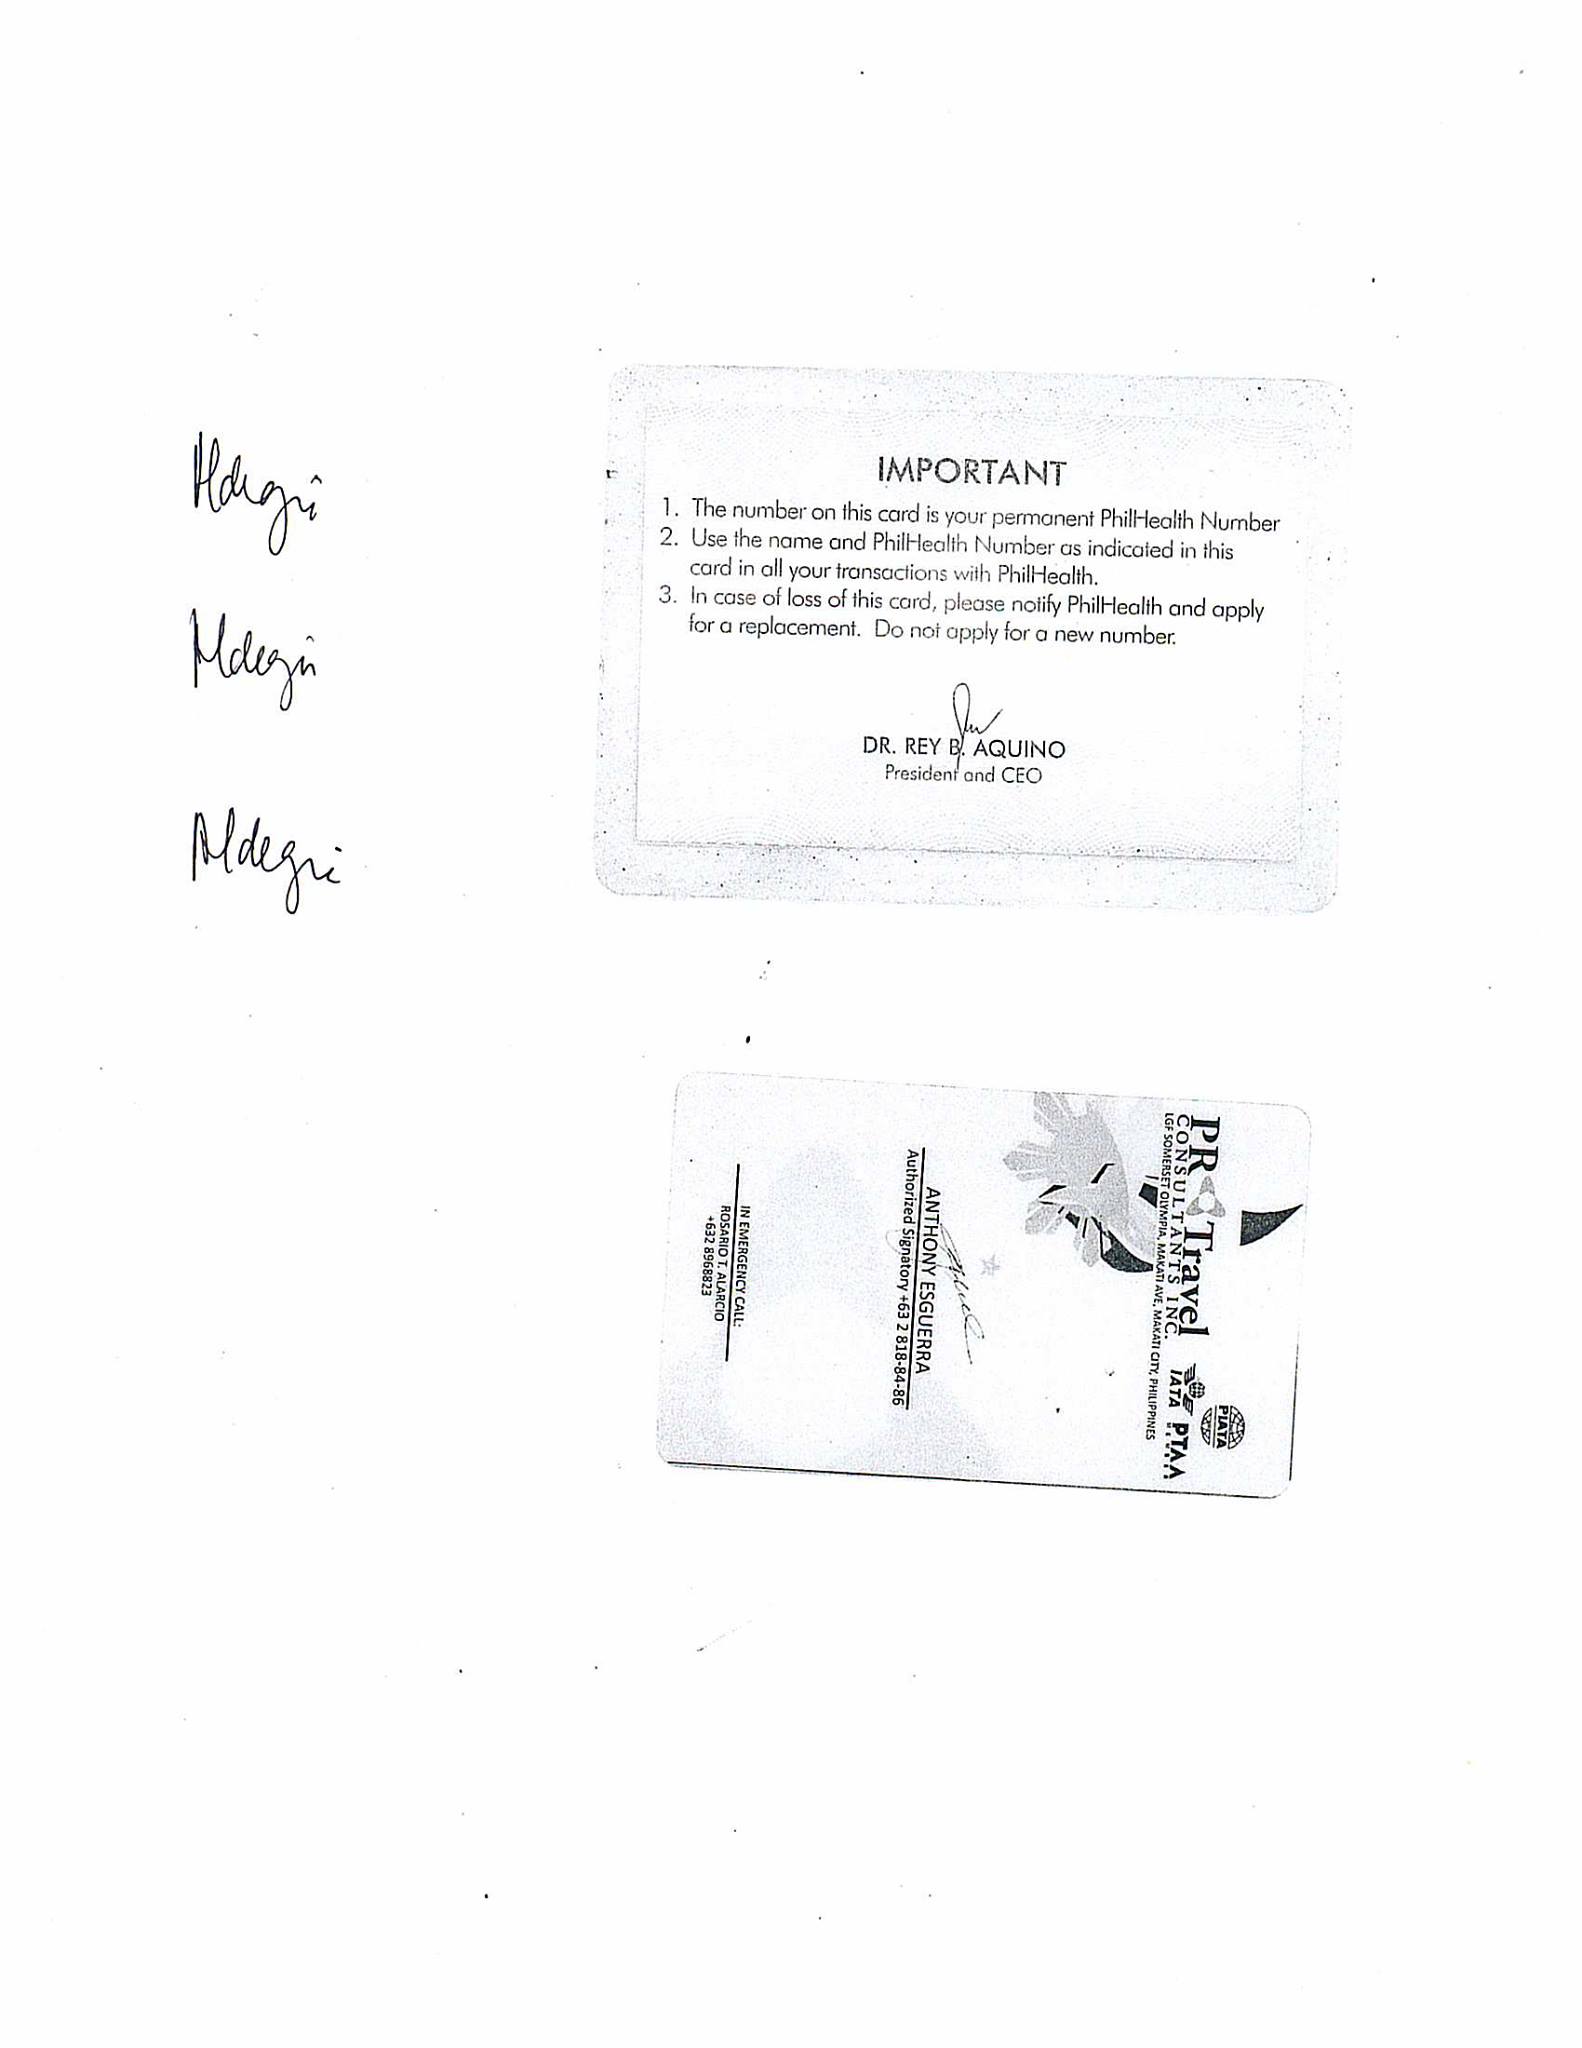 IMPORTANT
1. The number on this card is your permanent PhilHealth Number
2. Use the name and PhilHealth Number as indicated in this
card in all your transactions with PhilHealth.
3. In case of loss of this card, please notify PhilHealth and apply
for a replacement. Do not apply for a new number.
DR. REY B. AQUINO
President and CEO
PRO Travel
CONSULTANTS INC.
LGF SOMERSET OLYMPIA, MAKATI AVE, MAKATI CITY, PHILIPPINES
PIATA
IATA PTAA
ANTHONY ESGUERRA
Authorized Signatory +63 2 818-84-86
IN EMERGENCY CALL:
ROSARIO T. ALARCIO
+632 8968823